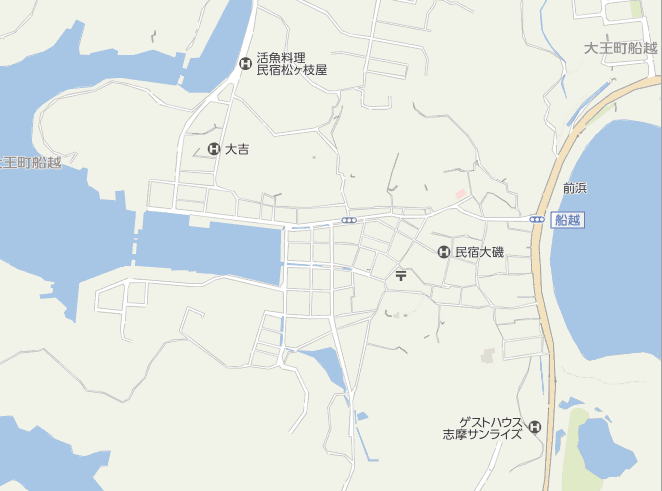 大王町船越
活魚料理
民宿松ヶ枝屋
大吉
王町船越
前浜
船越
民宿大磯
〒
ゲストハウス
志摩サンライズ